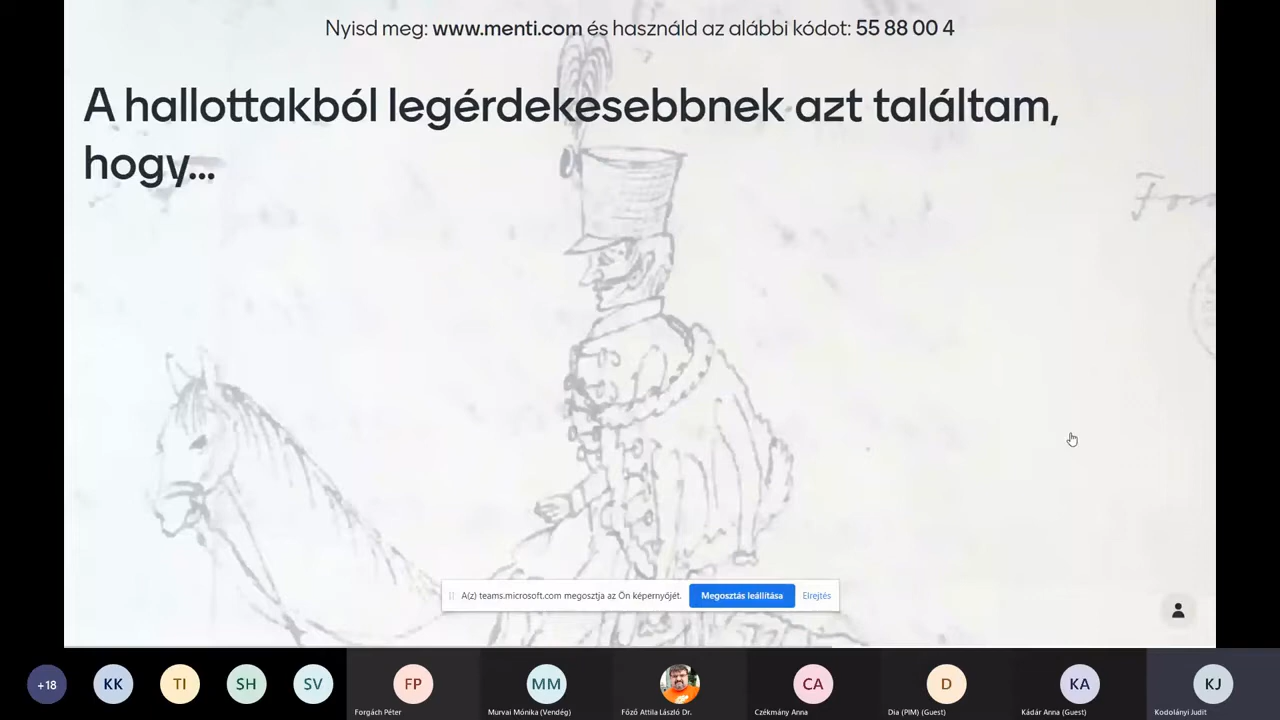 Nyisd meg: www.menti.com és használd az alábbi kódot: 55 88 00 4
A hallottakból legérdekesebbnek azt találtam,
hogy...
A(z) teams.microsoft.com megosztja az Ön képernyőjét.
Megosztás leállítása
Elrejtés
+18
KK
TI
SH
SV
FP
MM
CA
D
KA
KJ
Forgách Péter
Murvai Mónika (Vendég)
Főző Attila László Dr.
Czékmány Anna
Dia (PIM) (Guest)
Kádár Anna (Guest)
Kodolányi Judit